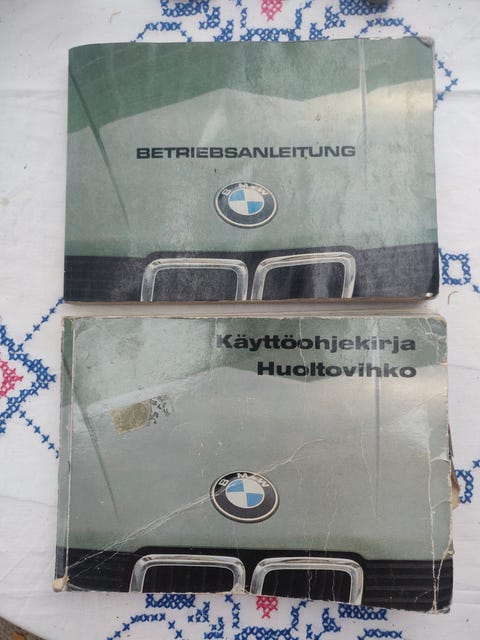 BETRIEBSANLEITUNG
BMW
Käyttöohjekirja
Huoltovihko
BMW